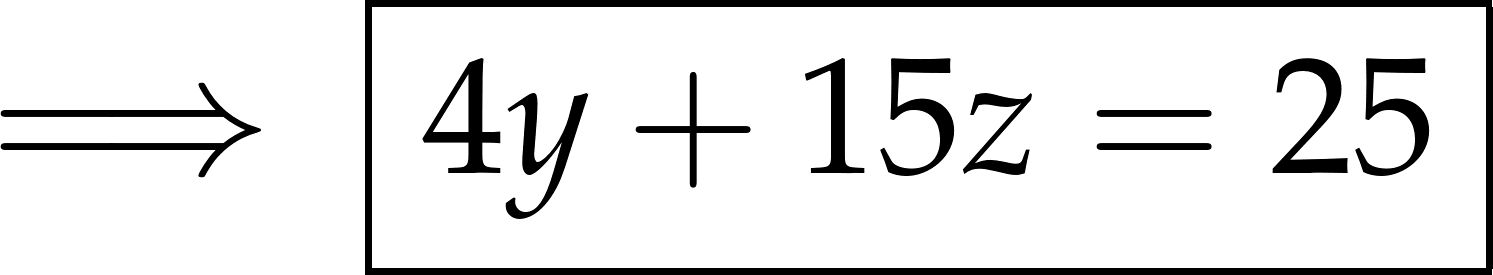 ⟹ 4y + 15z = 25